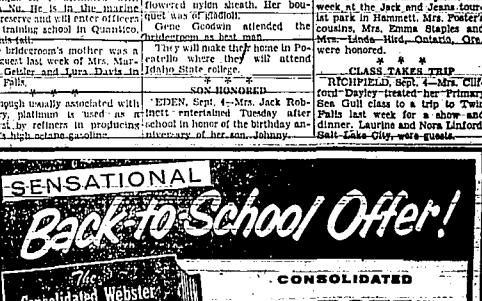 a. Nu. He is in the marine
reserve and will enter officers
training school in Quantico,
this fall.
bridegroom's mother was a
guest last week of Mrs. Mar-
Geisler and Lura Davis in
Falls.
though usually associated with
ry, platinum is used as a
st by refiners in producing
high octane gasoline.
flowered nylon sheath. Her bou-
quet was of gladioli.
Gene Goodwin attended the
bridegroom as best man.
They will make their home in Po-
catello where they will attend
Idaho State college.
* * *
SON HONORED
EDEN, Sept. 4—Mrs. Jack Rob-
inett entertained Tuesday after
school in honor of the birthday an-
niversary of her son, Johnny.
week at the Jack and Jeans tour-
ist park in Hammett. Mrs. Foster's
cousins, Mrs. Emma Staples and
Mrs. Linda Hird, Ontario, Ore.,
were honored.
* * *
CLASS TAKES TRIP
RICHFIELD, Sept. 4—Mrs. Clif-
ford Dayley treated her Primary
Sea Gull class to a trip to Twin
Falls last week for a show and
dinner. Laurine and Nora Linford,
Salt Lake City, were guests.
SENSATIONAL
Back-to-School Offer!
The
Consolidated Webster
CONSOLIDATED